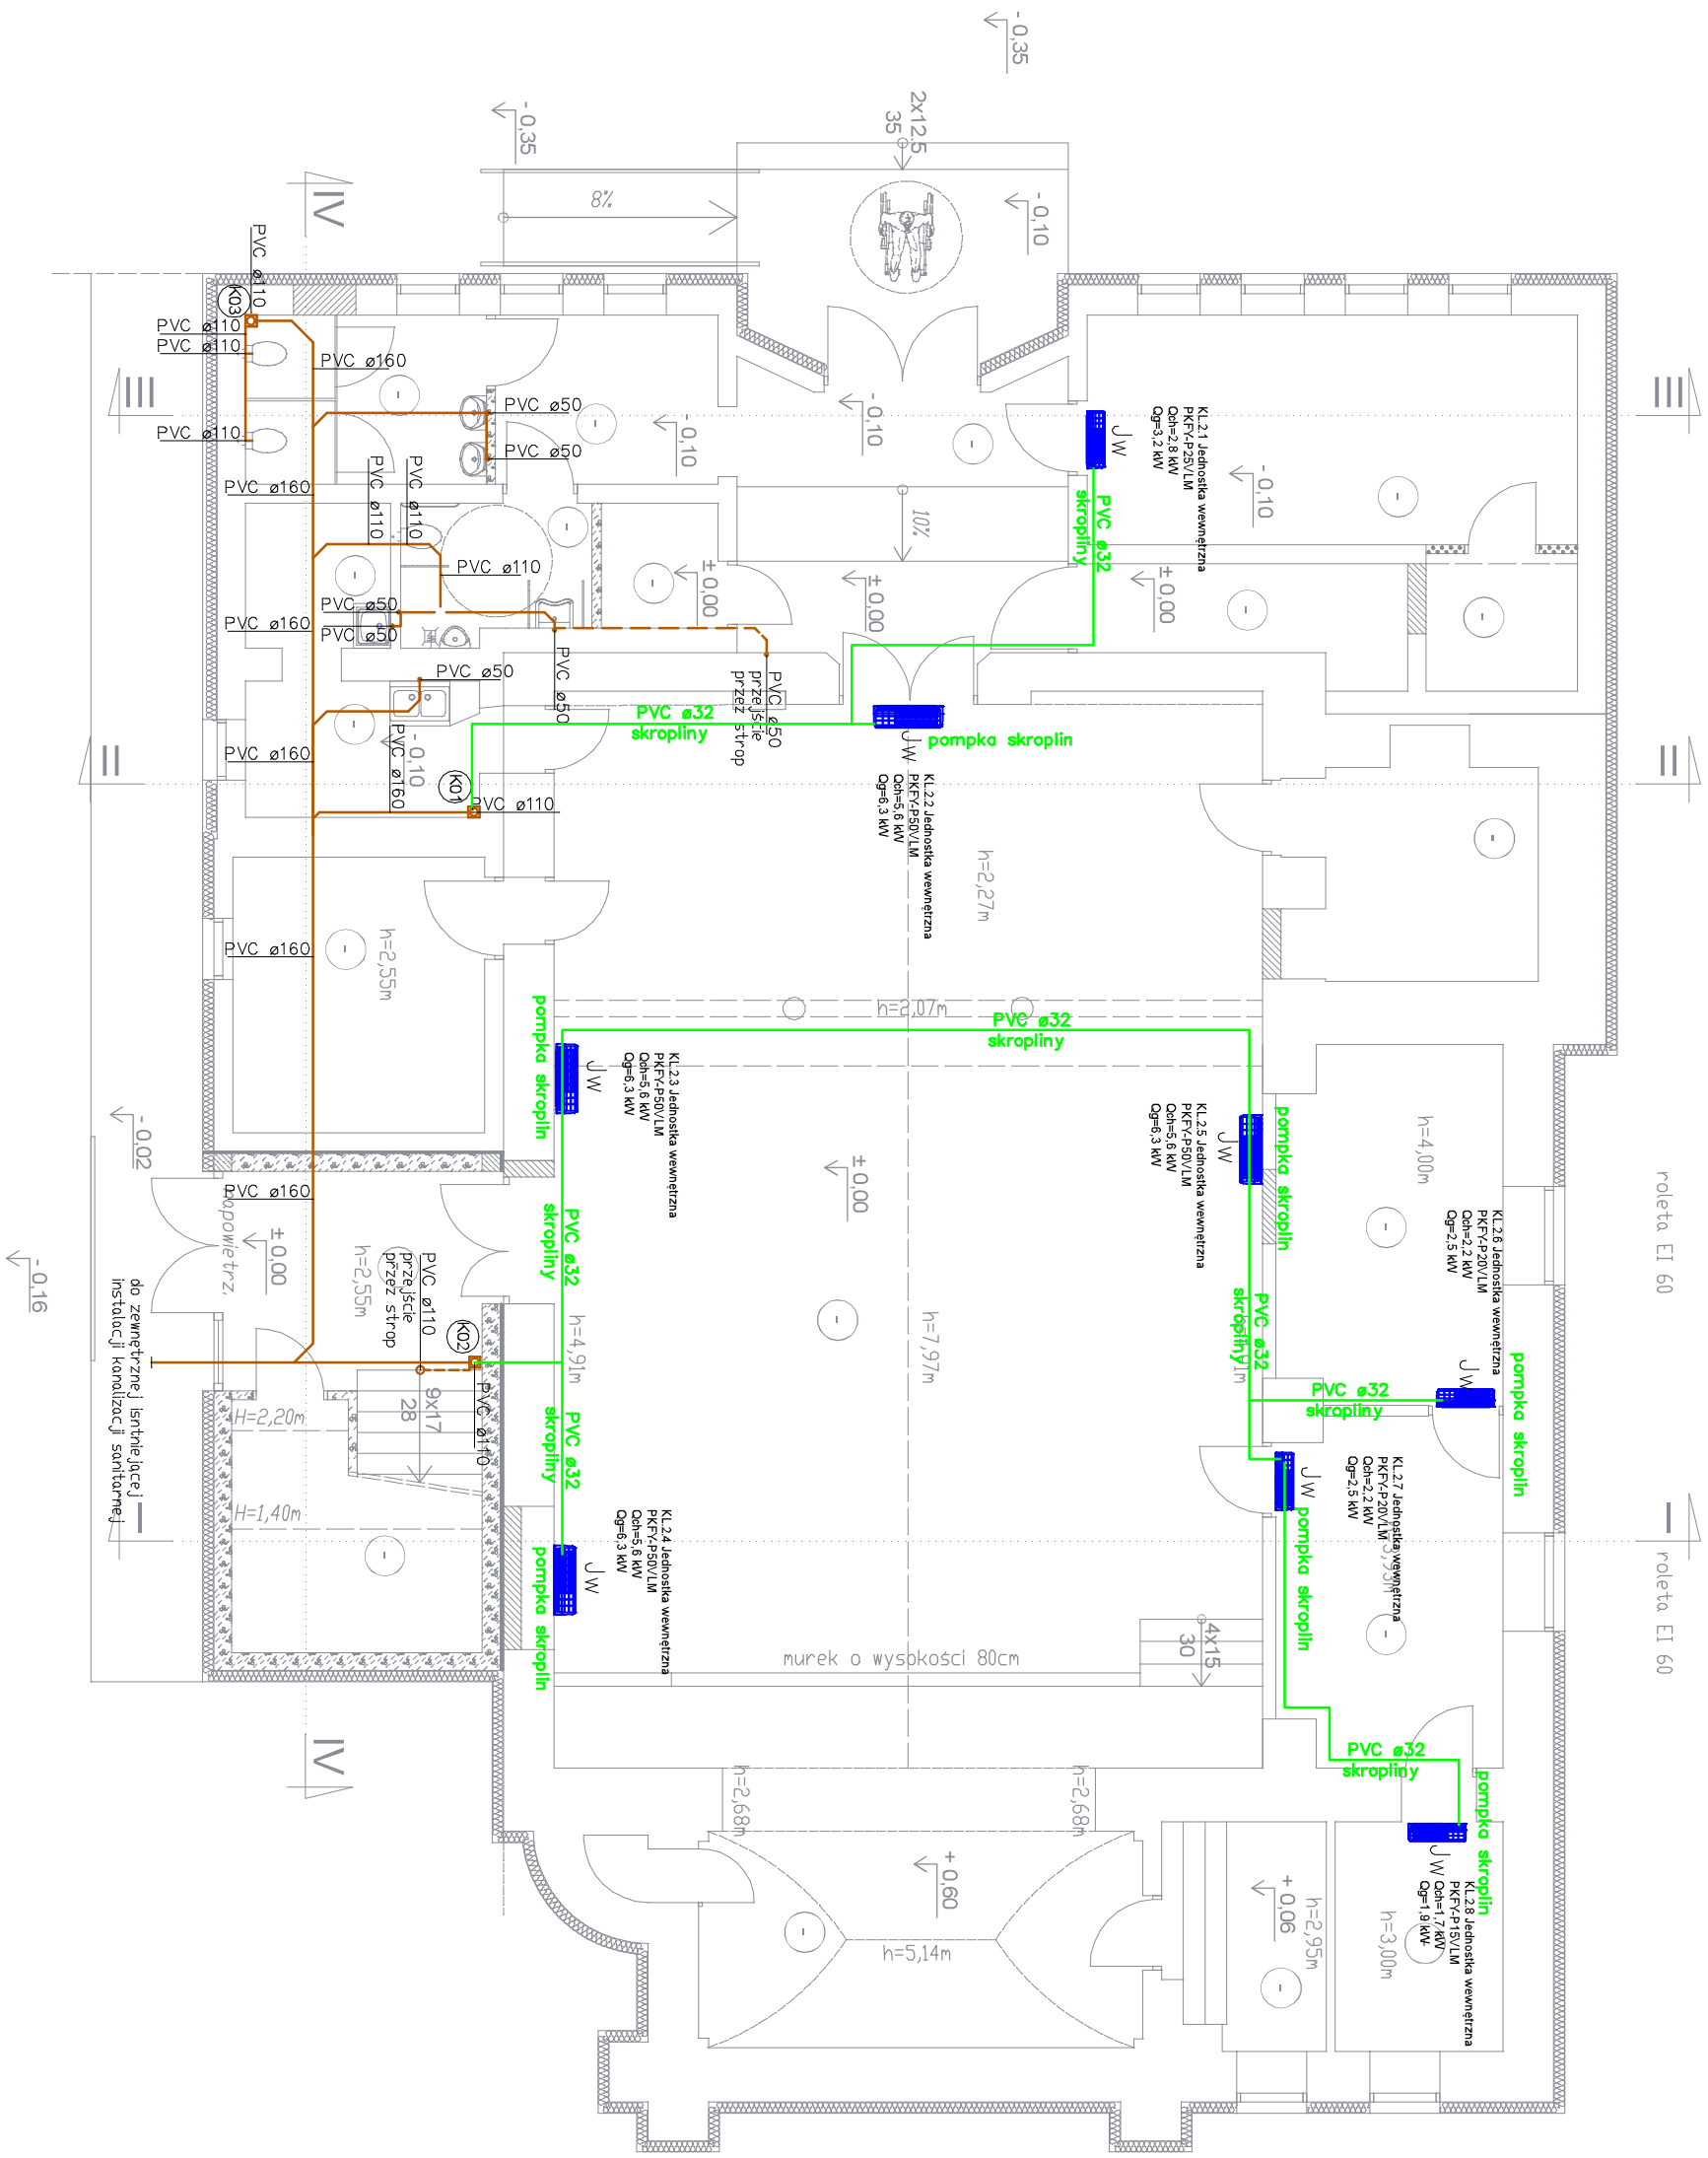 - 0,35
2x12,5
35
- 0,35
8%
- 0,10
IV
PVC ø110
K03
PVC ø110
PVC ø110
PVC ø160
III
III
PVC ø50
- 0,10
- 0,10
JW
KL.2.1 Jednostka wewnętrzna
PKFY-P25VLM
Qch=2,8 kW
Qg=3,2 kW
PVC ø110
PVC ø50
PVC ø160
PVC ø110
PVC ø110
- 0,10
10%
PVC ø32
skropliny
PVC ø110
± 0,00
± 0,00
± 0,00
PVC ø50
PVC ø160
PVC ø50
PVC ø50
PVC ø50
PVC ø50
przejście
przez strop
PVC ø32
skropliny
JW
pompka skroplin
II
II
PVC ø160
- 0,10
PVC ø160
K01
PVC ø110
KL.2.2 Jednostka wewnętrzna
PKFY-P50VLM
Qch=5,6 kW
Qg=6,3 kW
h=2,27m
PVC ø160
h=2,55m
h=2,07m
PVC ø32
skropliny
pompka skroplin
JW
KL.2.3 Jednostka wewnętrzna
PKFY-P50VLM
Qch=5,6 kW
Qg=6,3 kW
KL.2.5 Jednostka wewnętrzna
PKFY-P50VLM
Qch=5,6 kW
Qg=6,3 kW
JW
pompka skroplin
h=4,00m
- 0,02
± 0,00
PVC ø160
napowietrz.
± 0,00
h=2,55m
PVC ø32
skropliny
roleta EI 60
KL.2.6 Jednostka wewnętrzna
PKFY-P20VLM
Qch=2,2 kW
Qg=2,5 kW
- 0,16
do zewnętrznej isntniejącej
instalacji kanalizacji sanitarnej
PVC ø110
przejście
przez strop
K02
PVC ø110
h=4,91m
h=7,97m
PVC ø32
skropliny
JW
pompka skroplin
PVC ø32
skropliny
9x17
28
H=2,20m
PVC ø32
skropliny
KL.2.7 Jednostka wewnętrzna
PKFY-P20VLM
Qch=2,2 kW
Qg=2,5 kW
JW
pompka skroplin
H=1,40m
I
I
roleta EI 60
pompka skroplin
JW
KL.2.4 Jednostka wewnętrzna
PKFY-P50VLM
Qch=5,6 kW
Qg=6,3 kW
4x15
30
murek o wysokości 80cm
IV
PVC ø32
skropliny
h=2,68m
h=2,68m
pompka skroplin
JW
KL.2.8 Jednostka wewnętrzna
PKFY-P15VLM
Qch=1,7 kW
Qg=1,9 kW
+ 0,60
+ 0,06
h=2,95m
h=3,00m
h=5,14m